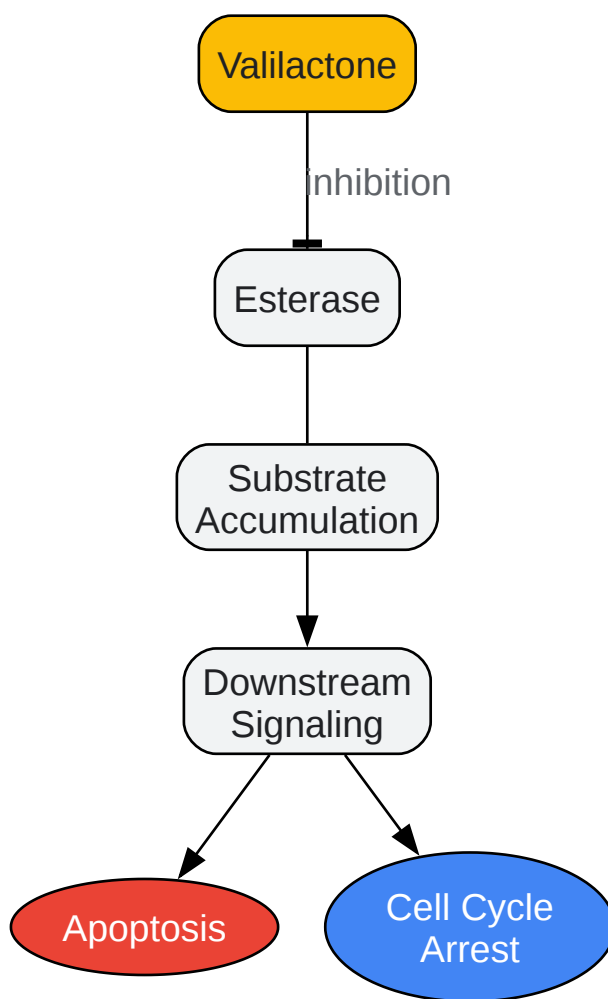 Valilactone
inhibition
Esterase
Substrate
Accumulation
Downstream
Signaling
Apoptosis
Cell Cycle
Arrest